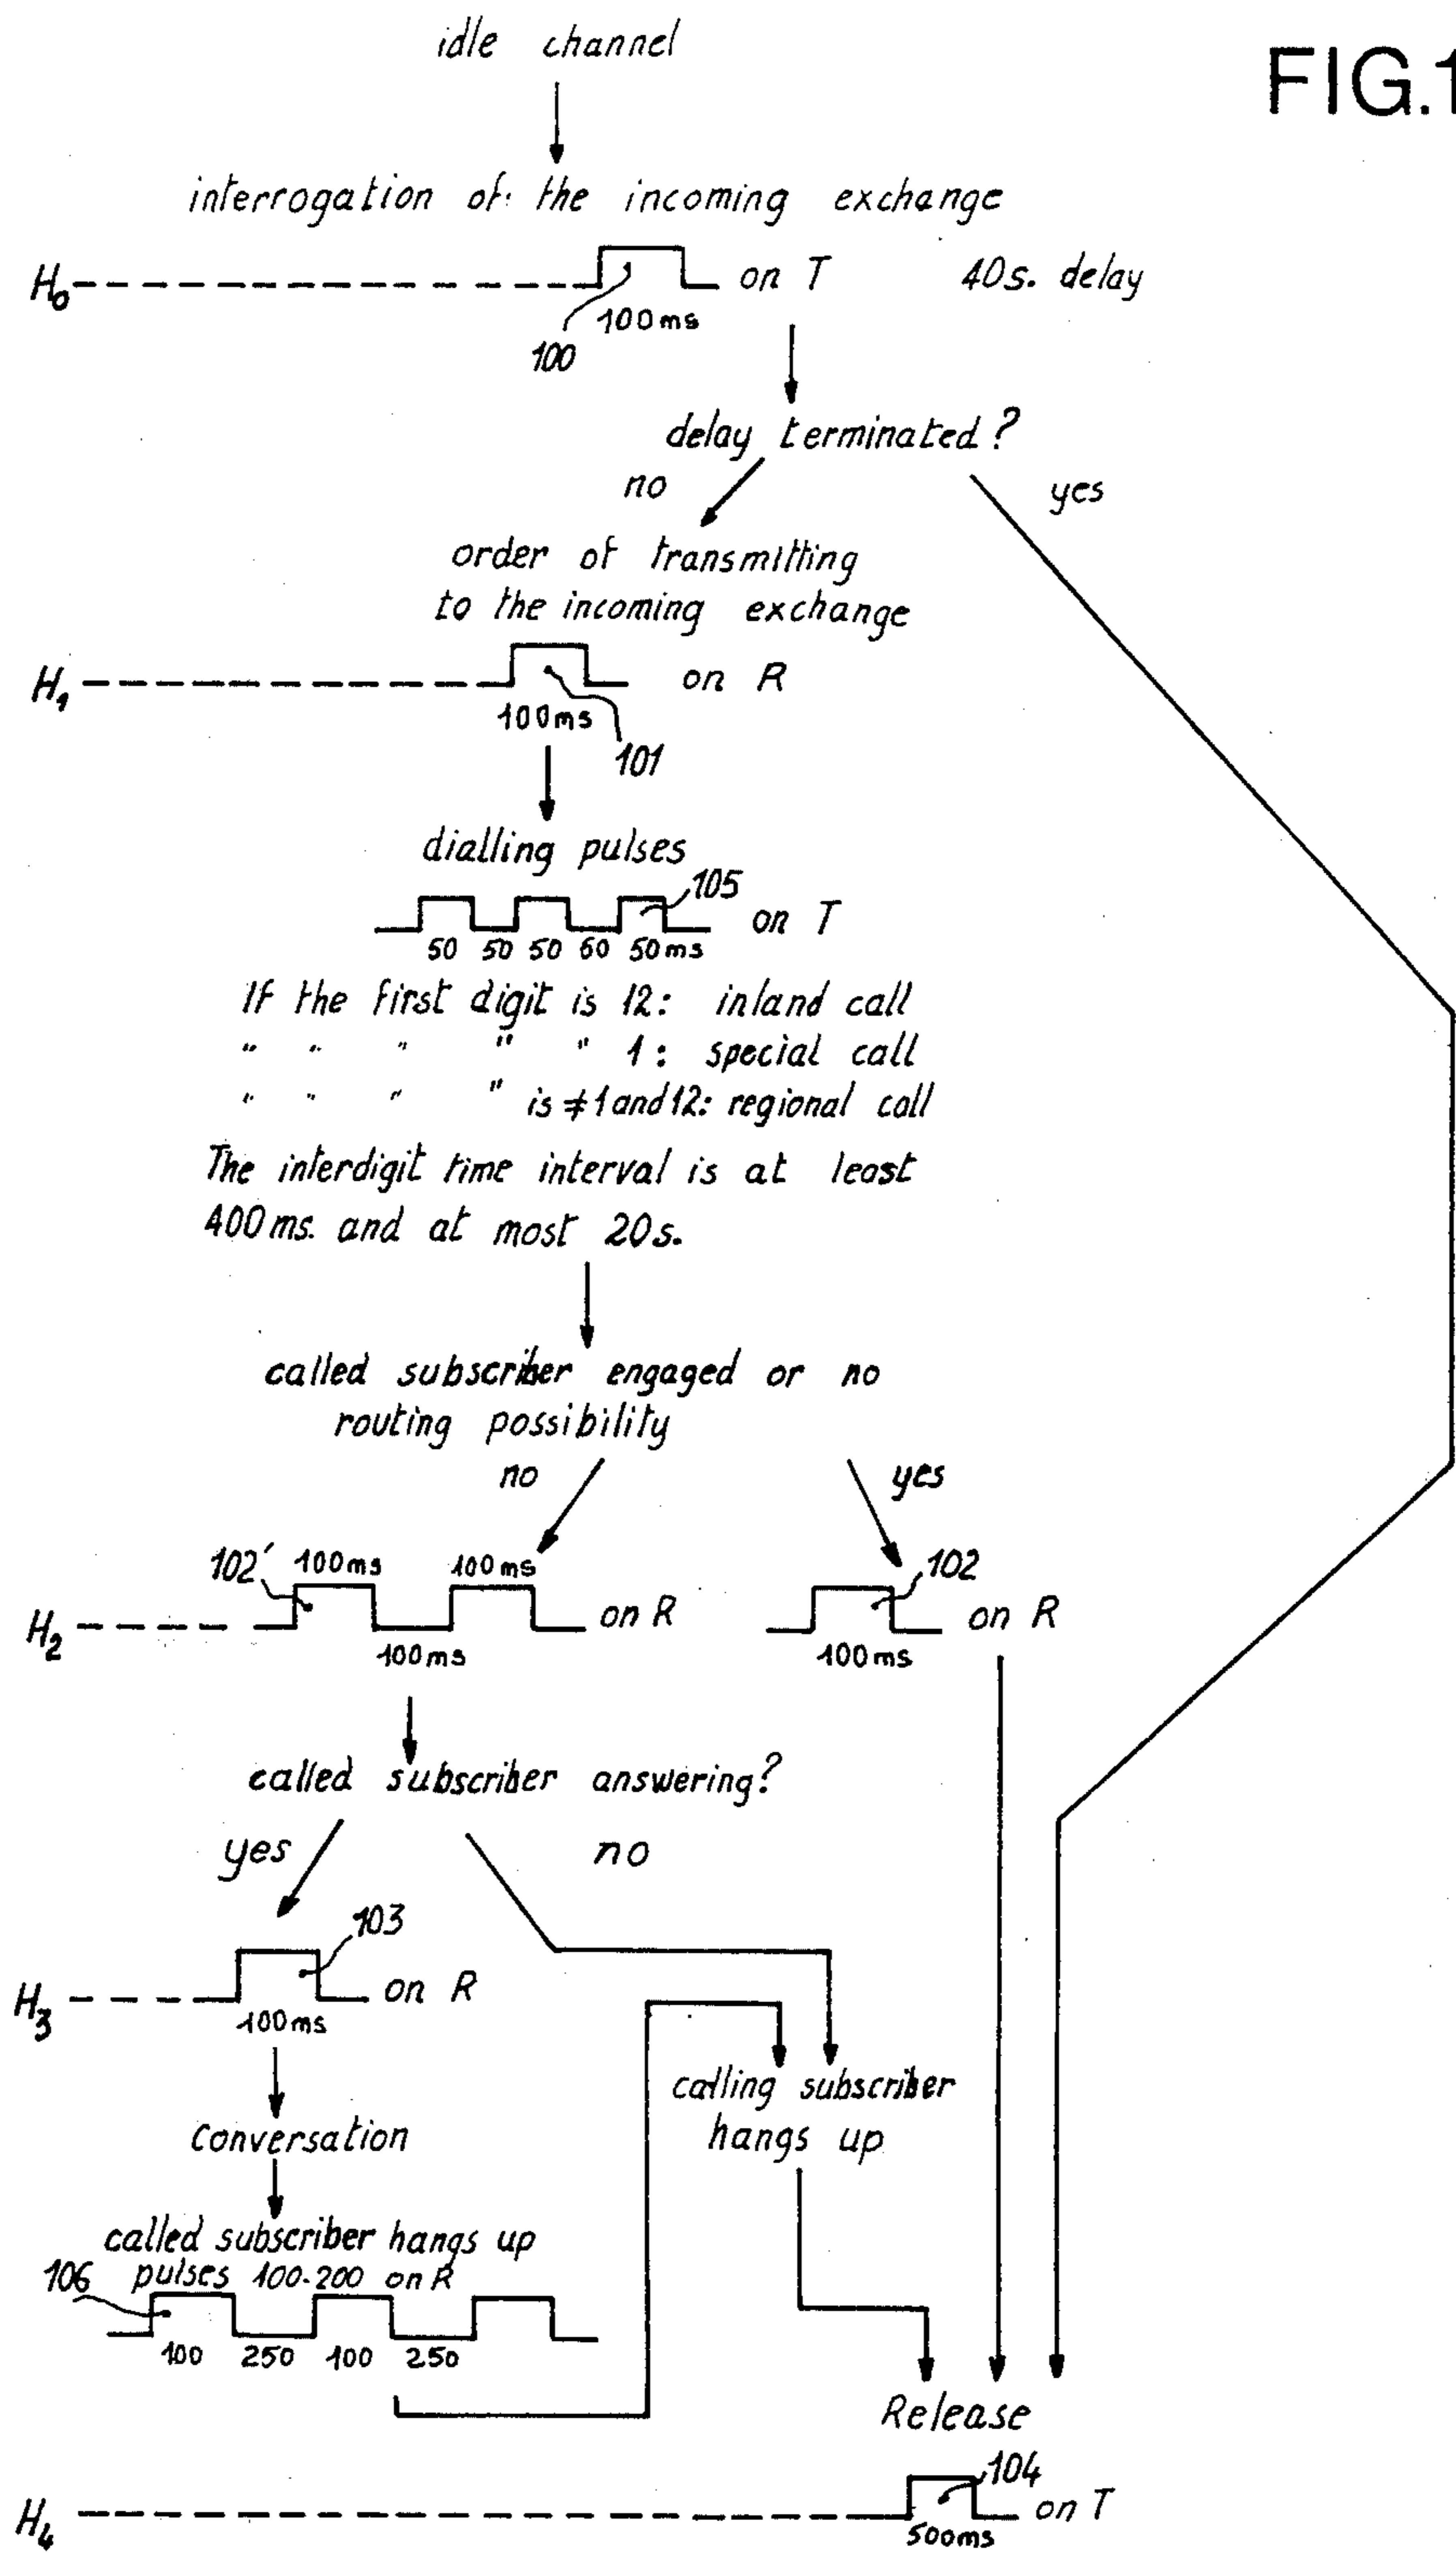 idle channel
FIG.1
interrogation of the incoming exchange
H0 on T 40s. delay
100ms
100
delay terminated?
no yes
order of transmitting
to the incoming exchange
H1 on R
100ms
101
dialling pulses
105
on T
50 50 50 60 50ms
If the first digit is 12: inland call
" " " " " 1: special call
" " " " is ≠1 and 12: regional call
The interdigit time interval is at least
400ms. and at most 20s.
called subscriber engaged or no
routing possibility
no yes
102' 100ms 100ms 102
H2 on R on R
100ms 100ms
called subscriber answering?
yes no
103
H3 on R
100ms
calling subscriber
hangs up
conversation
called subscriber hangs up
106 pulses 100-200 on R
100 250 100 250
Release
104
H4 on T
500ms